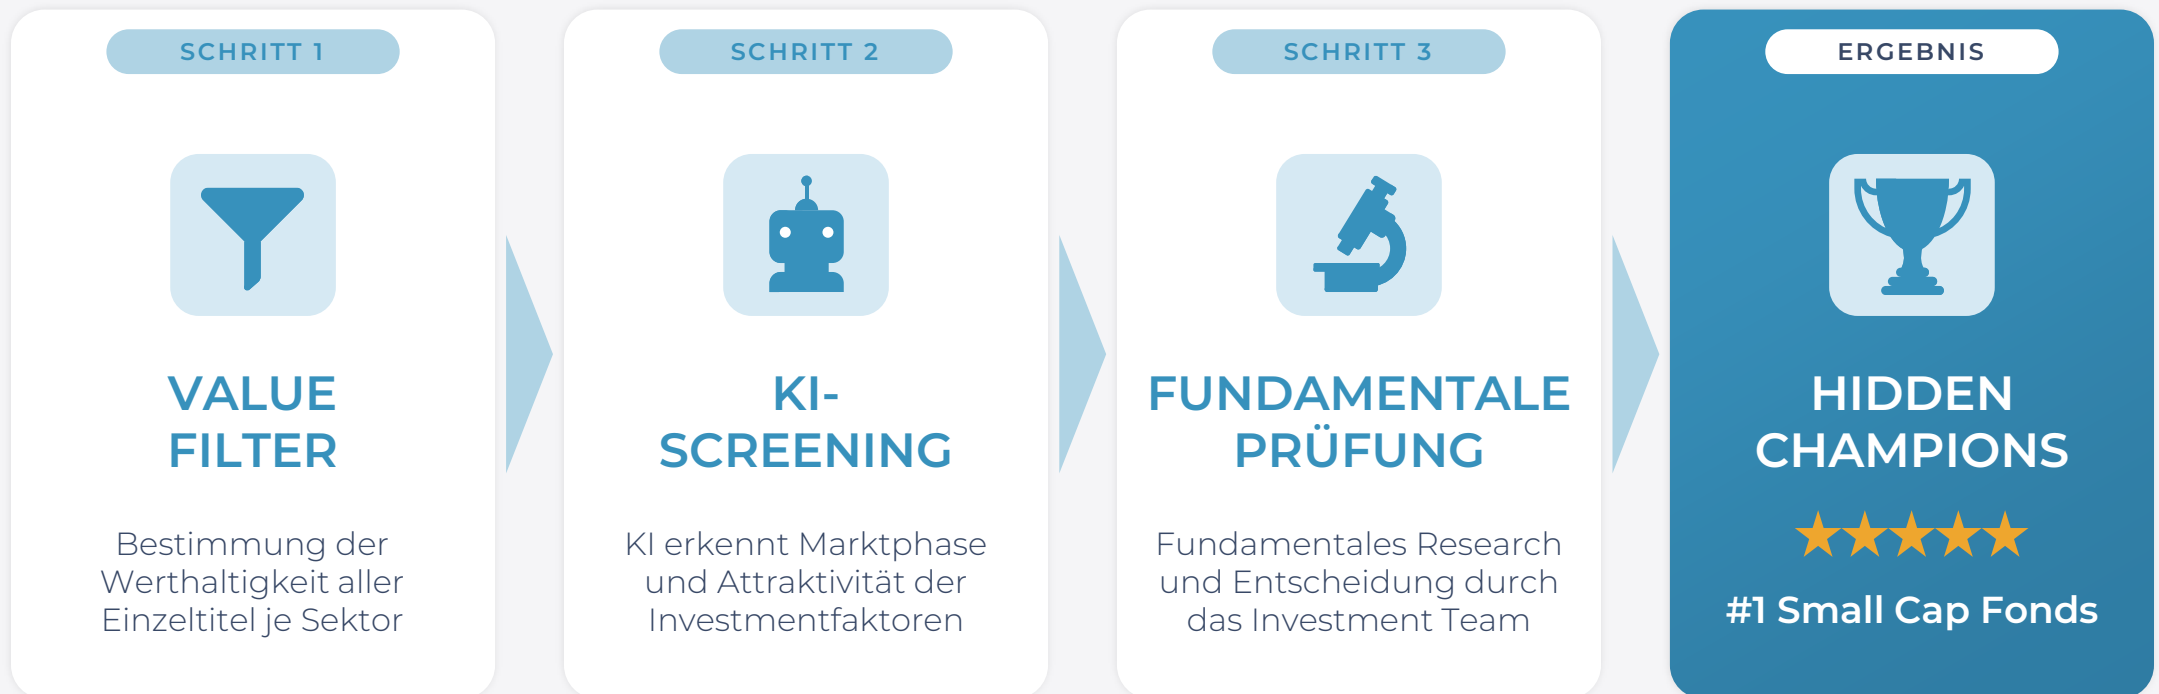 SCHRITT 1
VALUE
FILTER
Bestimmung der
Werthaltigkeit aller
Einzeltitel je Sektor
SCHRITT 2
KI-
SCREENING
KI erkennt Marktphase
und Attraktivität der
Investmentfaktoren
SCHRITT 3
FUNDAMENTALE
PRÜFUNG
Fundamentales Research
und Entscheidung durch
das Investment Team
ERGEBNIS
HIDDEN
CHAMPIONS
#1 Small Cap Fonds